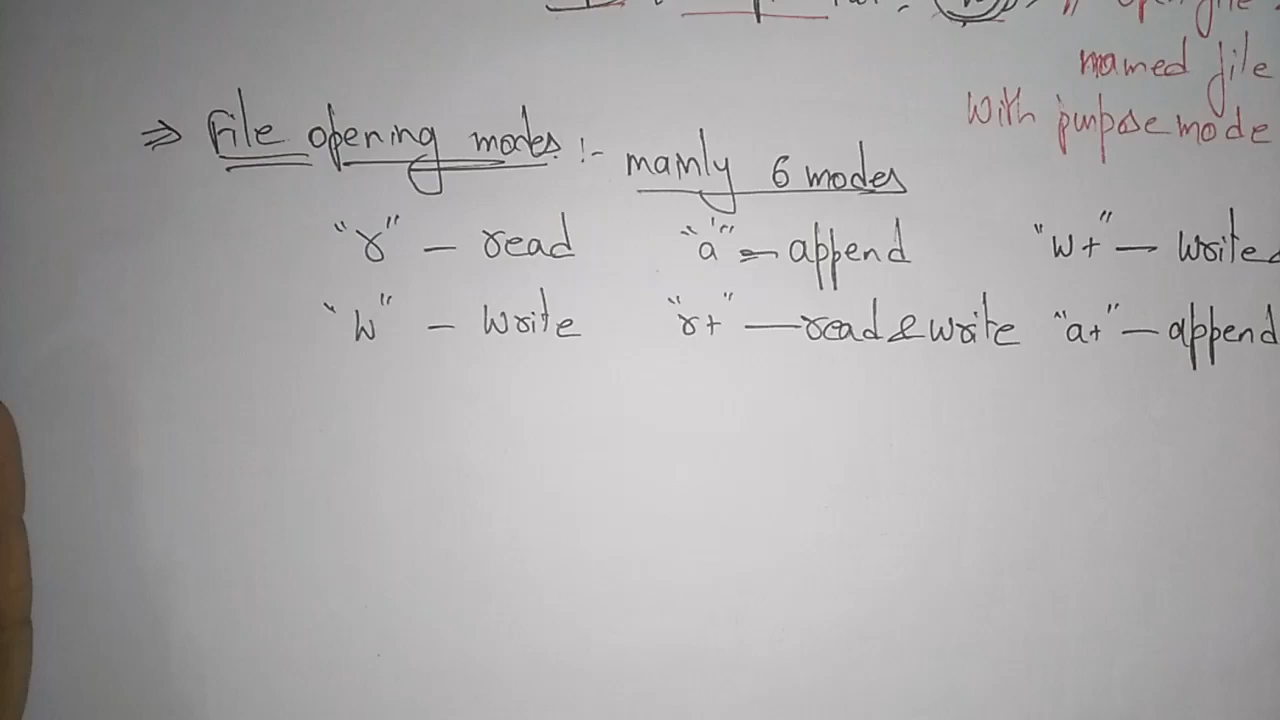 named file
with purpose mode
⇒ File opening modes :- mainly 6 modes
"r" – read "a" – append "w+" – write
"w" – write "r+" – read & write "a+" – append